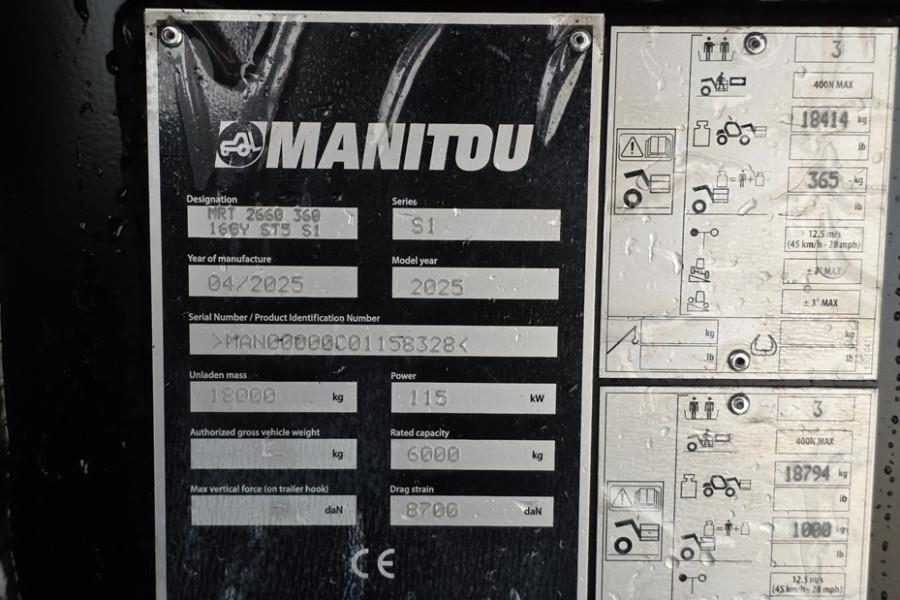 MANITOU
Designation
MRT 2660 360
166Y ST5 S1
Series
S1
Year of manufacture
04/2025
Model year
2025
Serial Number / Product Identification Number
>MAN00000C01158328<
Unladen mass
18000 kg
Power
115 kW
Authorized gross vehicle weight
kg
Rated capacity
6000 kg
Max vertical force (on trailer hook)
- daN
Drag strain
8700 daN
CE
3
400N MAX
18414 kg
lb
365 kg
lb
12.5 m/s
(45 km/h - 28 mph)
MAX
± 3° MAX
kg
kg
lb
lb
3
400N MAX
18794 kg
lb
1000 kg
lb
12.5 m/s
(45 km/h - 28 mph)